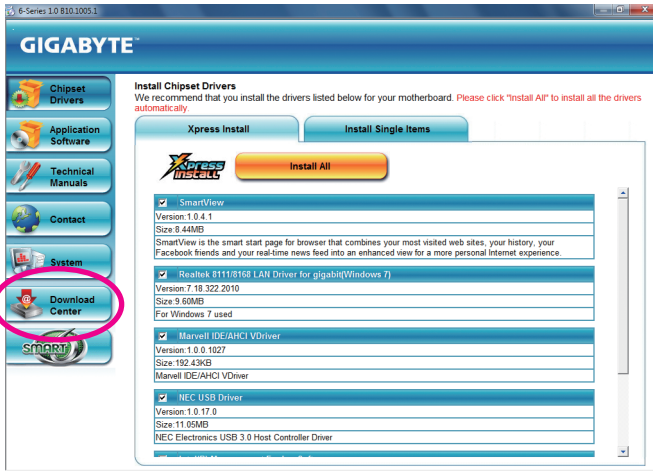 6-Series 1.0 B10.1005.1
GIGABYTE™
Chipset
Drivers
Application
Software
Technical
Manuals
Contact
System
Download
Center
SMART
Install Chipset Drivers
We recommend that you install the drivers listed below for your motherboard. Please click "Install All" to install all the drivers
automatically.
Xpress Install
Install Single Items
Xpress
INSTALL
Install All
SmartView
Version:1.0.4.1
Size:8.44MB
SmartView is the smart start page for browser that combines your most visited web sites, your history, your
Facebook friends and your real-time news feed into an enhanced view for a more personal Internet experience.
Realtek 8111/8168 LAN Driver for gigabit(Windows 7)
Version:7.18.322.2010
Size:9.60MB
For Windows 7 used
Marvell IDE/AHCI VDriver
Version:1.0.0.1027
Size:192.43KB
Marvell IDE/AHCI VDriver
NEC USB Driver
Version:1.0.17.0
Size:11.05MB
NEC Electronics USB 3.0 Host Controller Driver